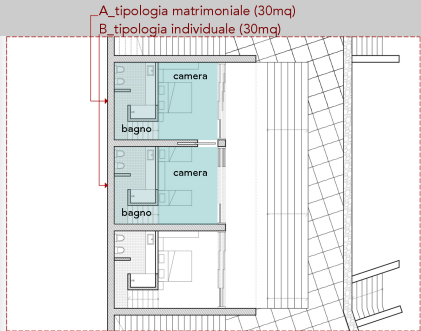 A_tipologia matrimoniale (30mq)
B_tipologia individuale (30mq)
camera
bagno
camera
bagno